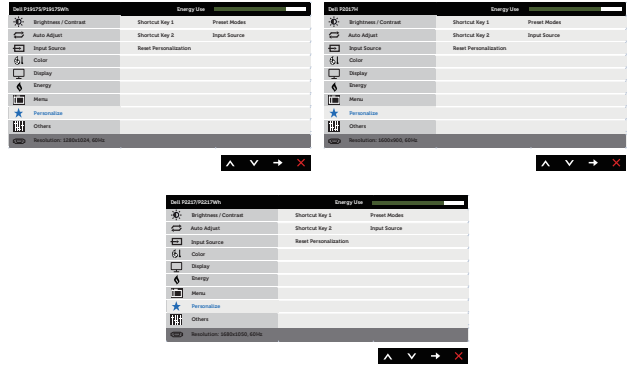 Dell P1917S/P1917SWh Energy Use
Brightness / Contrast Shortcut Key 1 Preset Modes
Auto Adjust Shortcut Key 2 Input Source
Input Source Reset Personalization
Color
Display
Energy
Menu
Personalize
Others
Resolution: 1280x1024, 60Hz
Dell P2017H Energy Use
Brightness / Contrast Shortcut Key 1 Preset Modes
Auto Adjust Shortcut Key 2 Input Source
Input Source Reset Personalization
Color
Display
Energy
Menu
Personalize
Others
Resolution: 1600x900, 60Hz
Dell P2217/P2217Wh Energy Use
Brightness / Contrast Shortcut Key 1 Preset Modes
Auto Adjust Shortcut Key 2 Input Source
Input Source Reset Personalization
Color
Display
Energy
Menu
Personalize
Others
Resolution: 1680x1050, 60Hz